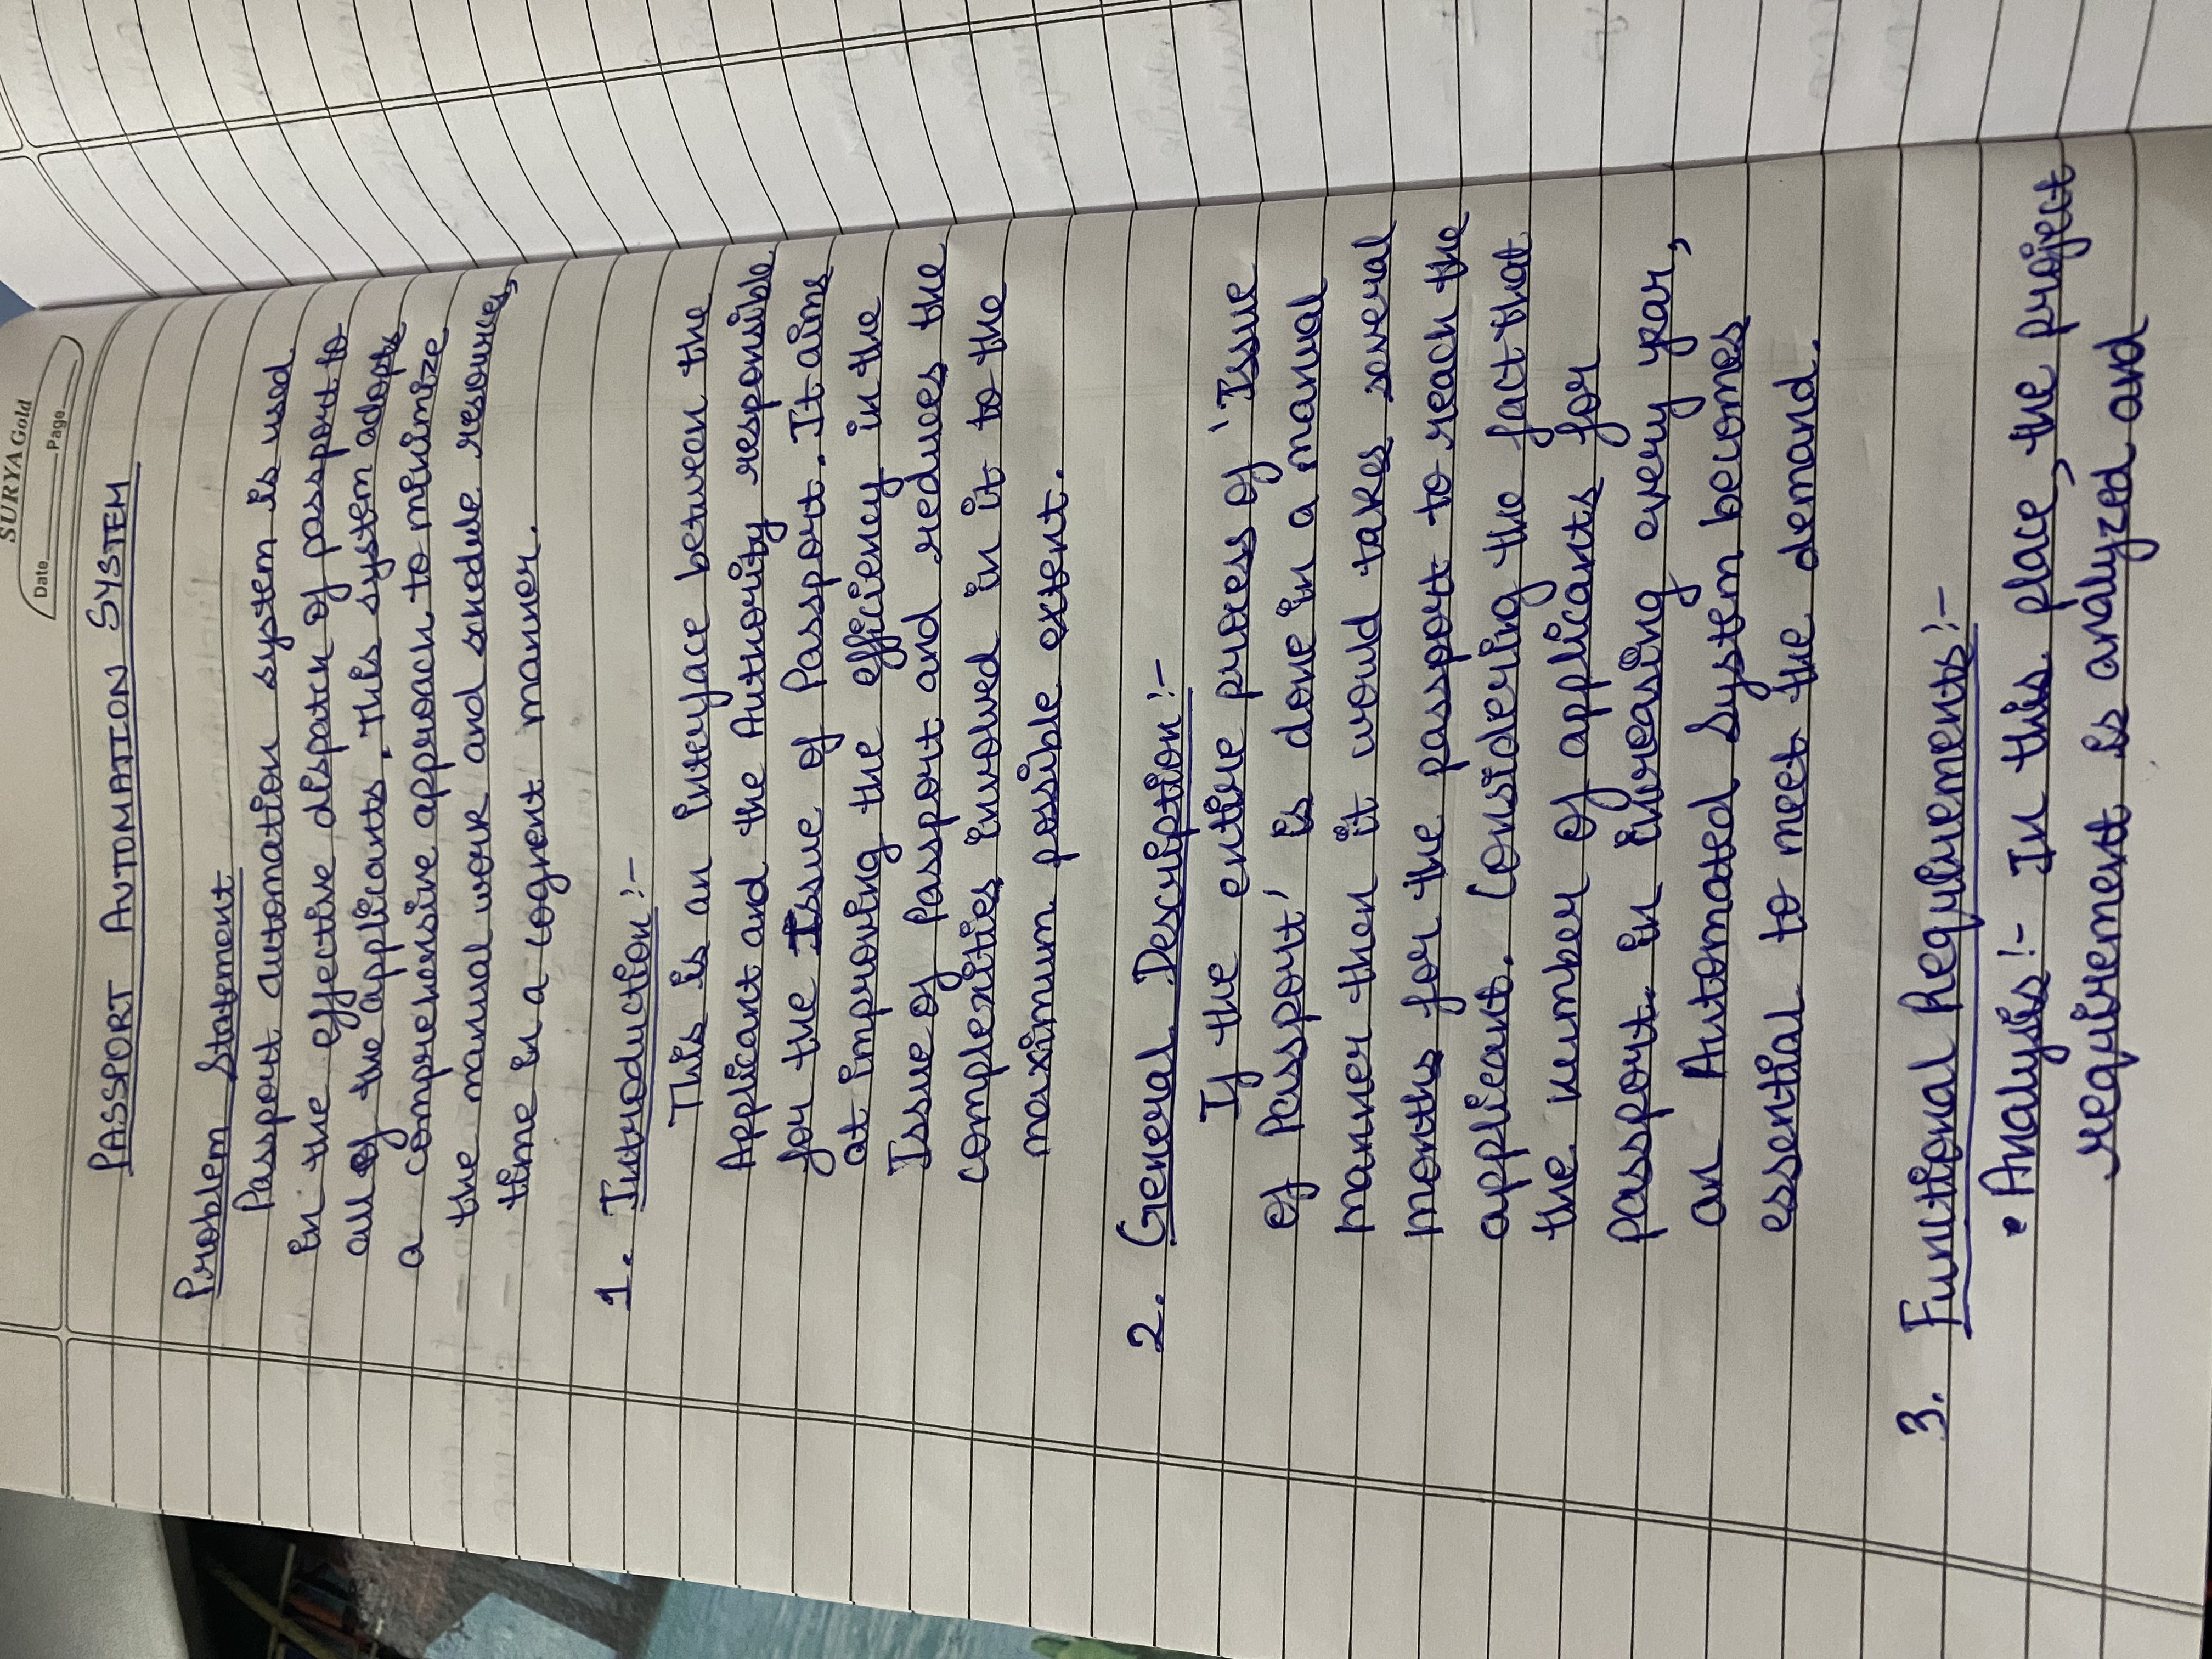 SURYA Gold
Date Page
PASSPORT AUTOMATION SYSTEM
Problem Statement
Passport automation system is used
in the effective dispatch of passport to
all of the applicants. This system adopts
a comprehensive approach to minimize
the manual work and schedule resources,
time in a cognent manner.
1. Introduction :-
This is an interface between the
Applicant and the Authority responsible
for the Issue of Passport. It aims
at improving the efficiency in the
Issue of Passport and reduces the
complexities involved in it to the
maximum possible extent.
2. General Description :-
If the entire process of 'Issue
of Passport' is done in a manual
manner then it would takes several
months for the passport to reach the
applicant. Considering the fact that
the number of applicants for
passport in increasing every year,
an Automated System becomes
essential to meet the demand.
3. Functional Requirements :-
• Analysis :- In this place, the project
requirement is analyzed and